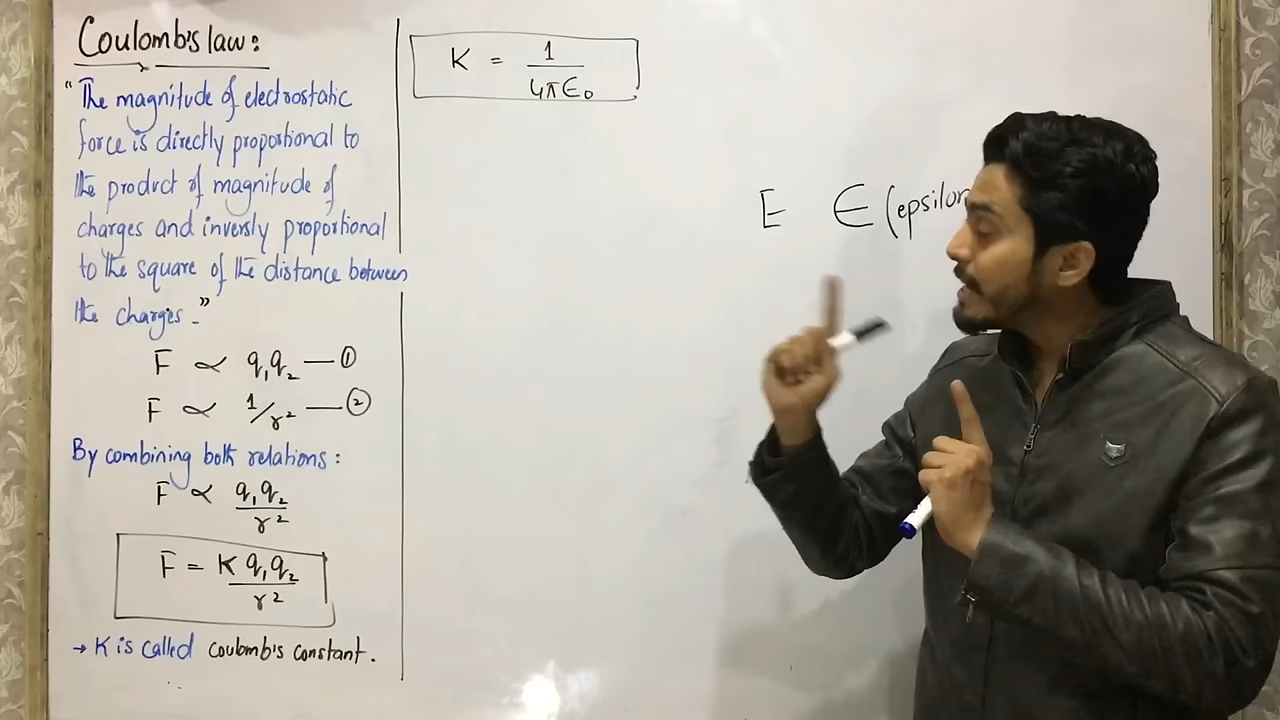 Coulomb's law:
"The magnitude of electrostatic
force is directly proportional to
the product of magnitude of
charges and inversly proportional
to the square of the distance between
the charges."
F ∝ q₁q₂ — ①
F ∝ 1/r² — ②
By combining both relations:
F ∝ q₁q₂/r²
F = K q₁q₂/r²
→ K is called Coulomb's constant.
K = 1/4πϵ₀
E ϵ (epsilon